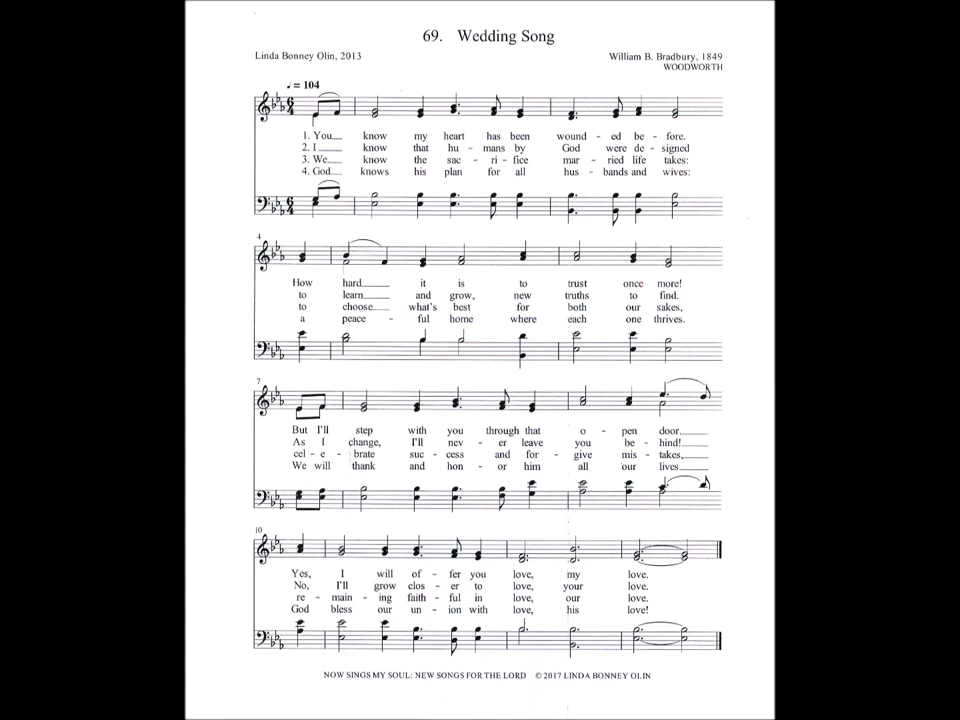 69. Wedding Song
Linda Bonney Olin, 2013 William B. Bradbury, 1849
WOODWORTH
♩ = 104
1. You know my heart has been wound - ed be - fore.
2. I know that hu - mans by God were de - signed
3. We know the sac - ri - fice mar - ried life takes:
4. God knows his plan for all hus - bands and wives:
4
How hard it is to trust once more!
to learn and grow, new truths to find.
to choose what's best for both our sakes,
a peace - ful home where each one thrives.
7
But I'll step with you through that o - pen door.
As I change, I'll nev - er leave you be - hind!
cel - e - brate suc - cess and for - give mis - takes,
We will thank and hon - or him all our lives
10
Yes, I will of - fer you love, my love.
No, I'll grow clos - er to love, your love.
re - main - ing faith - ful in love, our love.
God bless our un - ion with love, his love!
NOW SINGS MY SOUL: NEW SONGS FOR THE LORD © 2017 LINDA BONNEY OLIN